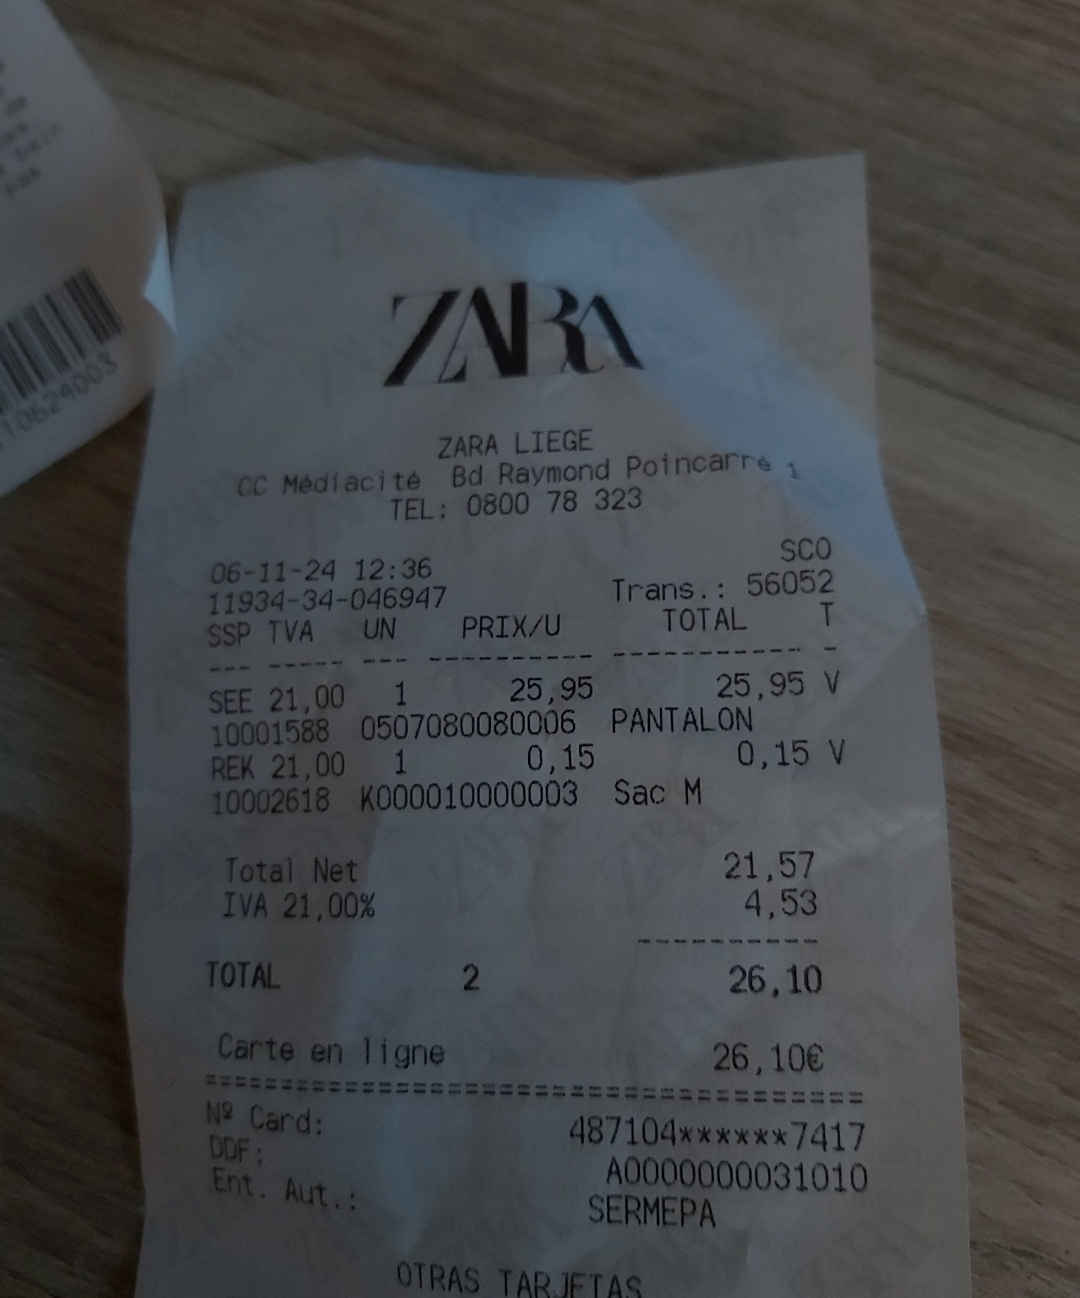 de
pas
10624003
ZARA
ZARA LIEGE
CC Médiacité Bd Raymond Poincarré 1
TEL: 0800 78 323
SCO
06-11-24 12:36
11934-34-046947 Trans.: 56052
SSP TVA UN PRIX/U TOTAL T
--- ----- --- ---------- ----------- -
SEE 21,00 1 25,95 25,95 V
10001588 0507080080006 PANTALON
REK 21,00 1 0,15 0,15 V
10002618 K000010000003 Sac M
Total Net 21,57
IVA 21,00% 4,53
----------
TOTAL 2 26,10
Carte en ligne 26,10€
===================================
Nº Card: 487104******7417
DDF: A0000000031010
Ent. Aut.: SERMEPA
OTRAS TARJETAS